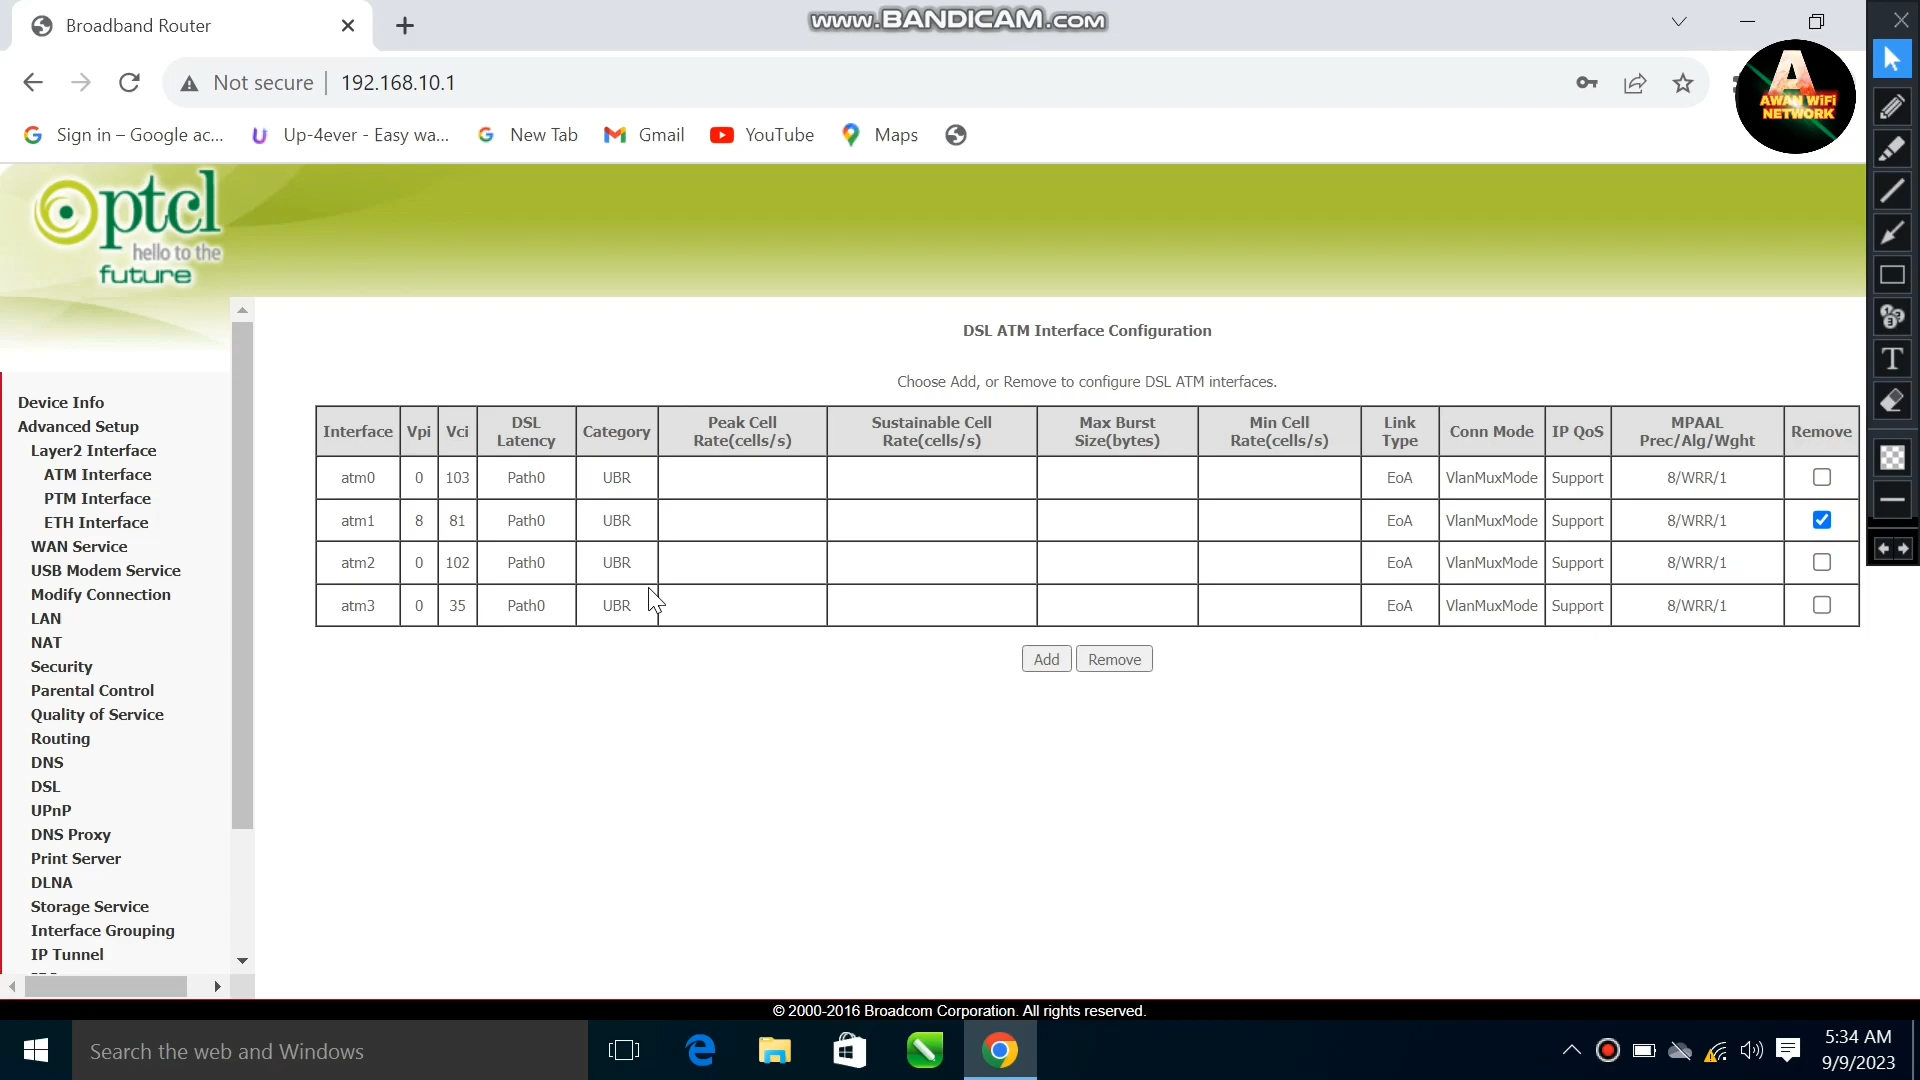 Broadband Router
www.BANDICAM.com
Not secure
192.168.10.1
AWAN WiFi
NETWORK
Sign in – Google ac...
Up-4ever - Easy wa...
New Tab
Gmail
YouTube
Maps
ptcl
hello to the
future
DSL ATM Interface Configuration
Choose Add, or Remove to configure DSL ATM interfaces.
Interface Vpi Vci DSL Latency Category Peak Cell Rate(cells/s) Sustainable Cell Rate(cells/s) Max Burst Size(bytes) Min Cell Rate(cells/s) Link Type Conn Mode IP QoS MPAAL Prec/Alg/Wght Remove
atm0 0 103 Path0 UBR EoA VlanMuxMode Support 8/WRR/1
atm1 8 81 Path0 UBR EoA VlanMuxMode Support 8/WRR/1
atm2 0 102 Path0 UBR EoA VlanMuxMode Support 8/WRR/1
atm3 0 35 Path0 UBR EoA VlanMuxMode Support 8/WRR/1
Add Remove
Device Info
Advanced Setup
Layer2 Interface
ATM Interface
PTM Interface
ETH Interface
WAN Service
USB Modem Service
Modify Connection
LAN
NAT
Security
Parental Control
Quality of Service
Routing
DNS
DSL
UPnP
DNS Proxy
Print Server
DLNA
Storage Service
Interface Grouping
IP Tunnel
© 2000-2016 Broadcom Corporation. All rights reserved.
Search the web and Windows
5:34 AM
9/9/2023